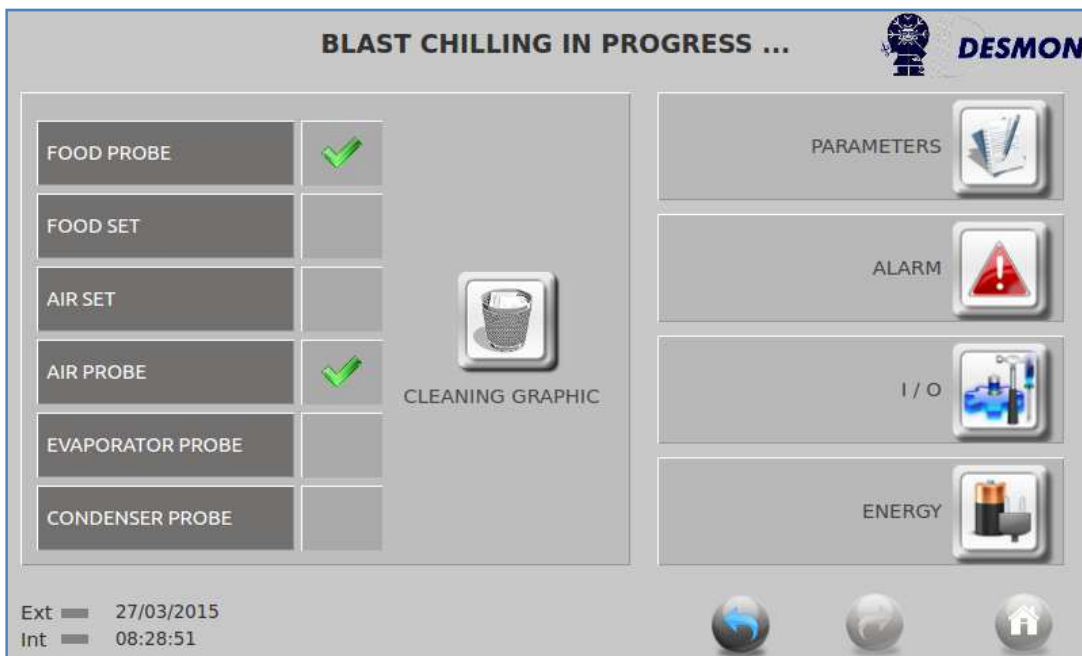 BLAST CHILLING IN PROGRESS ...
DESMON
FOOD PROBE
FOOD SET
AIR SET
AIR PROBE
EVAPORATOR PROBE
CONDENSER PROBE
CLEANING GRAPHIC
PARAMETERS
ALARM
I / O
ENERGY
Ext 27/03/2015
Int 08:28:51